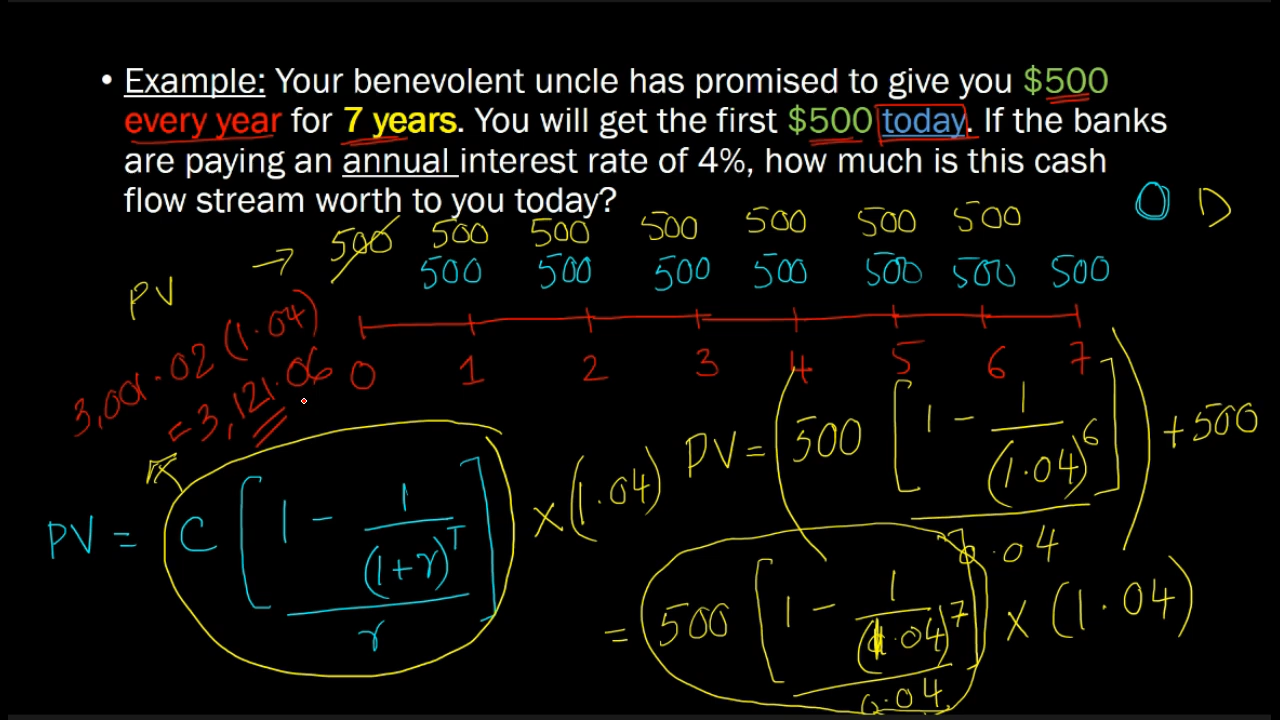 • Example: Your benevolent uncle has promised to give you $500
every year for 7 years. You will get the first $500 today. If the banks
are paying an annual interest rate of 4%, how much is this cash
flow stream worth to you today?
O D
→ 500 500 500 500 500 500 500
500 500 500 500 500 500 500
PV
0 1 2 3 4 5 6 7
3,001.02 (1.04)
= 3,121.06
PV = C [1 - 1/(1+r)^T]/r × (1.04)
PV = (500 [1 - 1/(1.04)^6]/0.04) + 500
= 500 [1 - 1/(1.04)^7]/0.04 × (1.04)